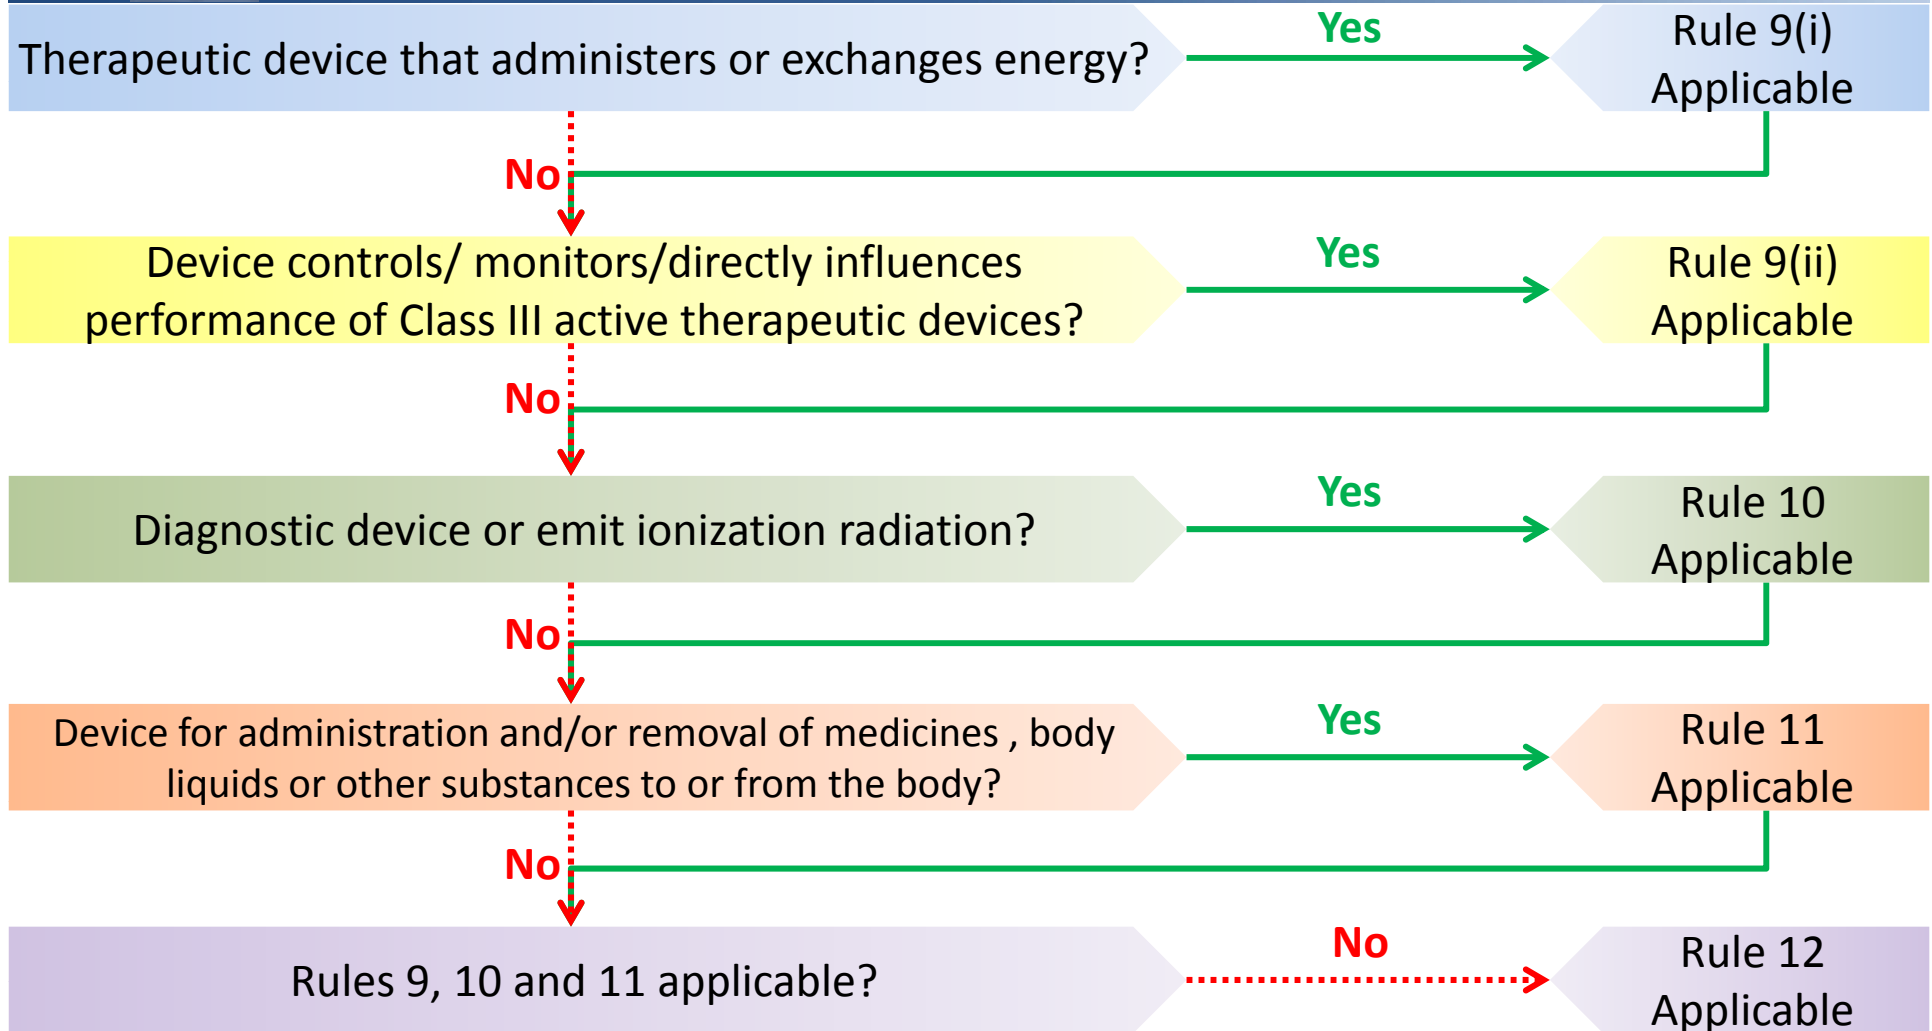 Therapeutic device that administers or exchanges energy?
Yes
Rule 9(i)
Applicable
No
Device controls/ monitors/directly influences
performance of Class III active therapeutic devices?
Yes
Rule 9(ii)
Applicable
No
Diagnostic device or emit ionization radiation?
Yes
Rule 10
Applicable
No
Device for administration and/or removal of medicines , body
liquids or other substances to or from the body?
Yes
Rule 11
Applicable
No
Rules 9, 10 and 11 applicable?
No
Rule 12
Applicable